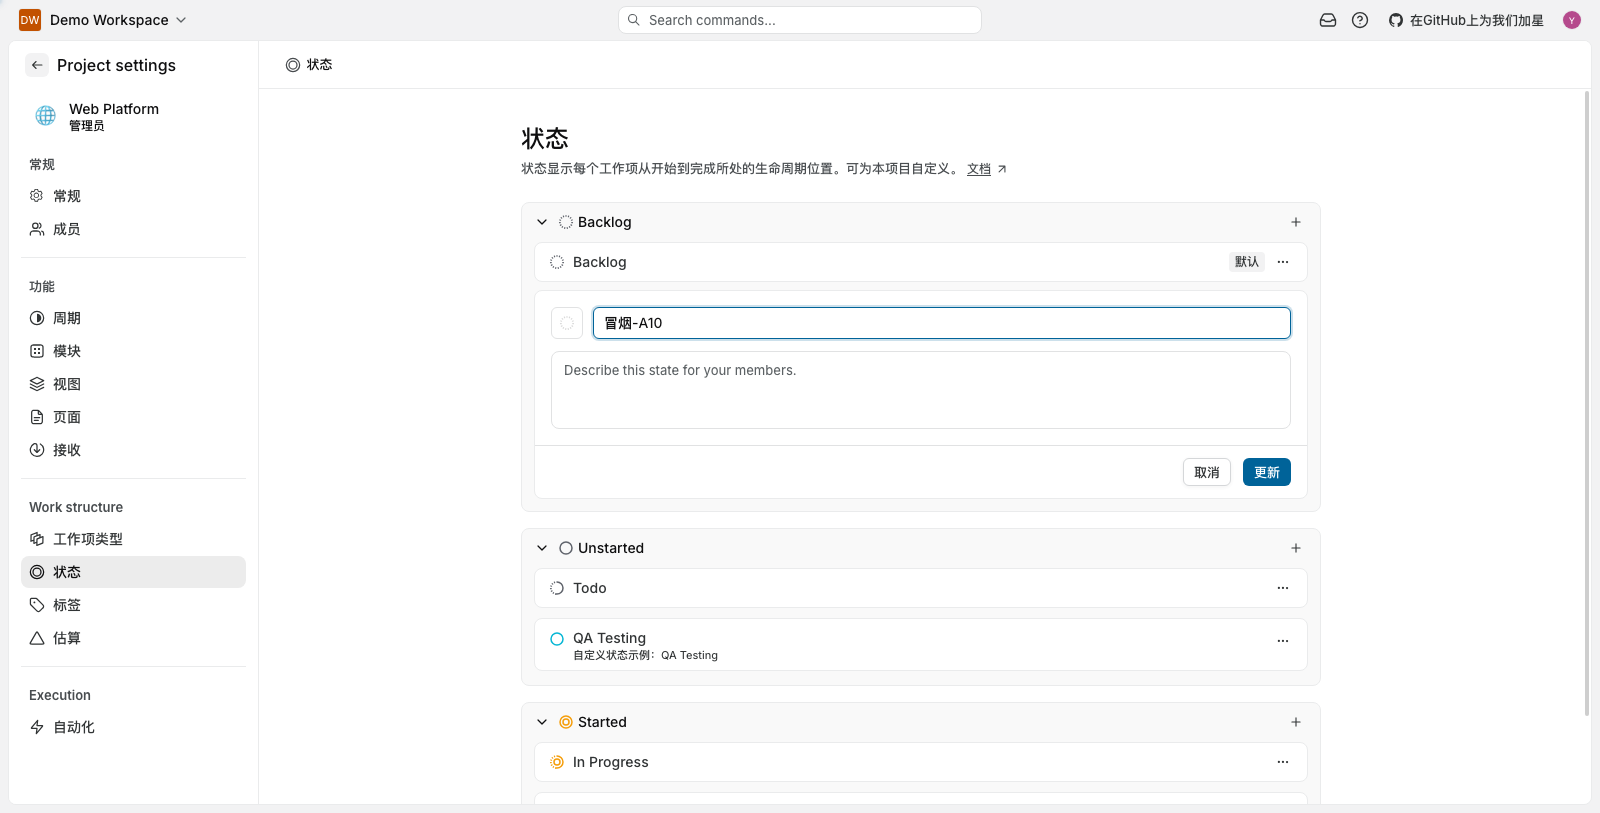 DW Demo Workspace
Search commands...
在GitHub上为我们加星
Y
Project settings
Web Platform
管理员
常规
常规
成员
功能
周期
模块
视图
页面
接收
Work structure
工作项类型
状态
标签
估算
Execution
自动化
状态
状态
状态显示每个工作项从开始到完成所处的生命周期位置。可为本项目自定义。 文档
Backlog
Backlog
默认
冒烟-A10
Describe this state for your members.
取消
更新
Unstarted
Todo
QA Testing
自定义状态示例：QA Testing
Started
In Progress